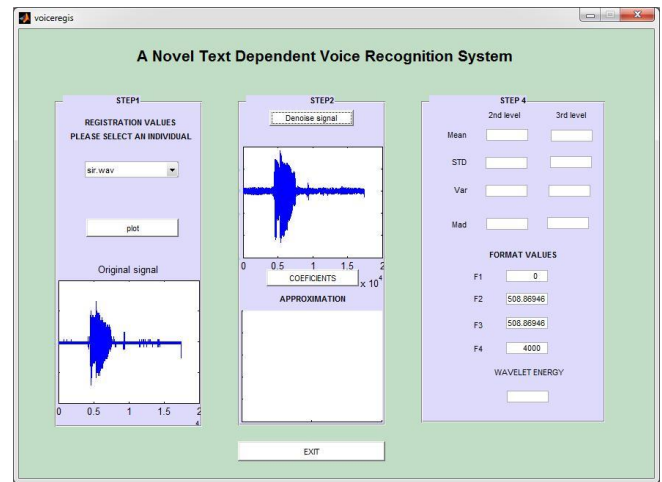 voiceregis
A Novel Text Dependent Voice Recognition System
STEP1
REGISTRATION VALUES
PLEASE SELECT AN INDIVIDUAL
sir.wav
plot
Original signal
0 0.5 1 1.5 2
4
STEP2
Denoise signal
0 0.5 1 1.5 2
COEFICIENTS
x 10^4
APPROXIMATION
EXIT
STEP 4
2nd level 3rd level
Mean
STD
Var
Mad
FORMAT VALUES
F1 0
F2 508.86946
F3 508.86946
F4 4000
WAVELET ENERGY